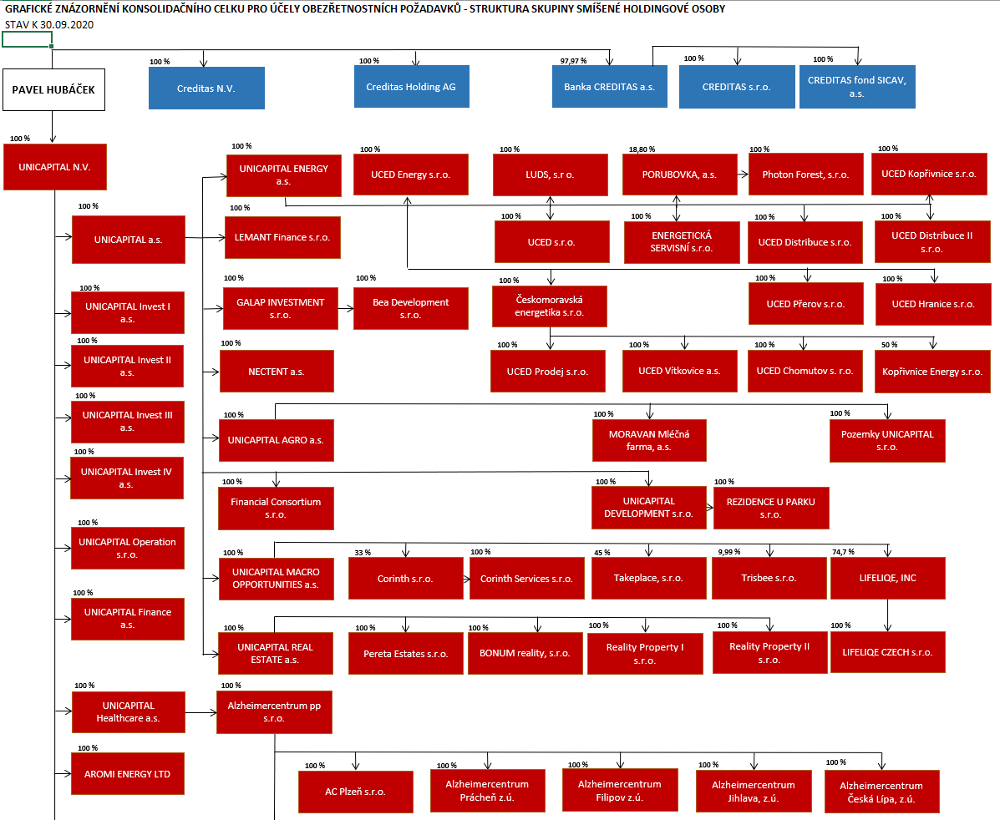 GRAFICKÉ ZNÁZORNĚNÍ KONSOLIDAČNÍHO CELKU PRO ÚČELY OBEZŘETNOSTNÍCH POŽADAVKŮ - STRUKTURA SKUPINY SMÍŠENÉ HOLDINGOVÉ OSOBY
STAV K 30.09.2020
PAVEL HUBÁČEK
100 %
Creditas N.V.
100 %
Creditas Holding AG
97,97 %
Banka CREDITAS a.s.
100 %
CREDITAS s.r.o.
100 %
CREDITAS fond SICAV,
a.s.
100 %
UNICAPITAL N.V.
100 %
UNICAPITAL ENERGY
a.s.
100 %
UCED Energy s.r.o.
100 %
LUDS, s.r o.
18,80 %
PORUBOVKA, a.s.
100 %
Photon Forest, s.r.o.
100 %
UCED Kopřivnice s.r.o.
100 %
UNICAPITAL a.s.
100 %
LEMANT Finance s.r.o.
100 %
UCED s.r.o.
100 %
ENERGETICKÁ
SERVISNÍ s.r.o.
100 %
UCED Distribuce s.r.o.
100 %
UCED Distribuce II
s.r.o.
100 %
UNICAPITAL Invest I
a.s.
100 %
GALAP INVESTMENT
s.r.o.
100 %
Bea Development
s.r.o.
100 %
Českomoravská
energetika s.r.o.
100 %
UCED Přerov s.r.o.
100 %
UCED Hranice s.r.o.
100 %
UNICAPITAL Invest II
a.s.
100 %
NECTENT a.s.
100 %
UCED Prodej s.r.o.
100 %
UCED Vítkovice a.s.
100 %
UCED Chomutov s. r.o.
50 %
Kopřivnice Energy s.r.o.
100 %
UNICAPITAL Invest III
a.s.
100 %
UNICAPITAL AGRO a.s.
100 %
MORAVAN Mléčná
farma, a.s.
100 %
Pozemky UNICAPITAL
s.r.o.
100 %
UNICAPITAL Invest IV
a.s.
100 %
Financial Consortium
s.r.o.
100 %
UNICAPITAL
DEVELOPMENT s.r.o.
100 %
REZIDENCE U PARKU
s.r.o.
100 %
UNICAPITAL Operation
s.r.o.
100 %
UNICAPITAL MACRO
OPPORTUNITIES a.s.
33 %
Corinth s.r.o.
100 %
Corinth Services s.r.o.
45 %
Takeplace, s.r.o.
9,99 %
Trisbee s.r.o.
74,7 %
LIFELIQE, INC
100 %
UNICAPITAL Finance
a.s.
100 %
UNICAPITAL REAL
ESTATE a.s.
100 %
Pereta Estates s.r.o.
100 %
BONUM reality, s.r.o.
100 %
Reality Property I
s.r.o.
100 %
Reality Property II
s.r.o.
100 %
LIFELIQE CZECH s.r.o.
100 %
UNICAPITAL
Healthcare a.s.
100 %
Alzheimercentrum pp
s.r.o.
100 %
AROMI ENERGY LTD
100 %
AC Plzeň s.r.o.
100 %
Alzheimercentrum
Prácheň z.ú.
100 %
Alzheimercentrum
Filipov z.ú.
100 %
Alzheimercentrum
Jihlava, z.ú.
100 %
Alzheimercentrum
Česká Lípa, z.ú.